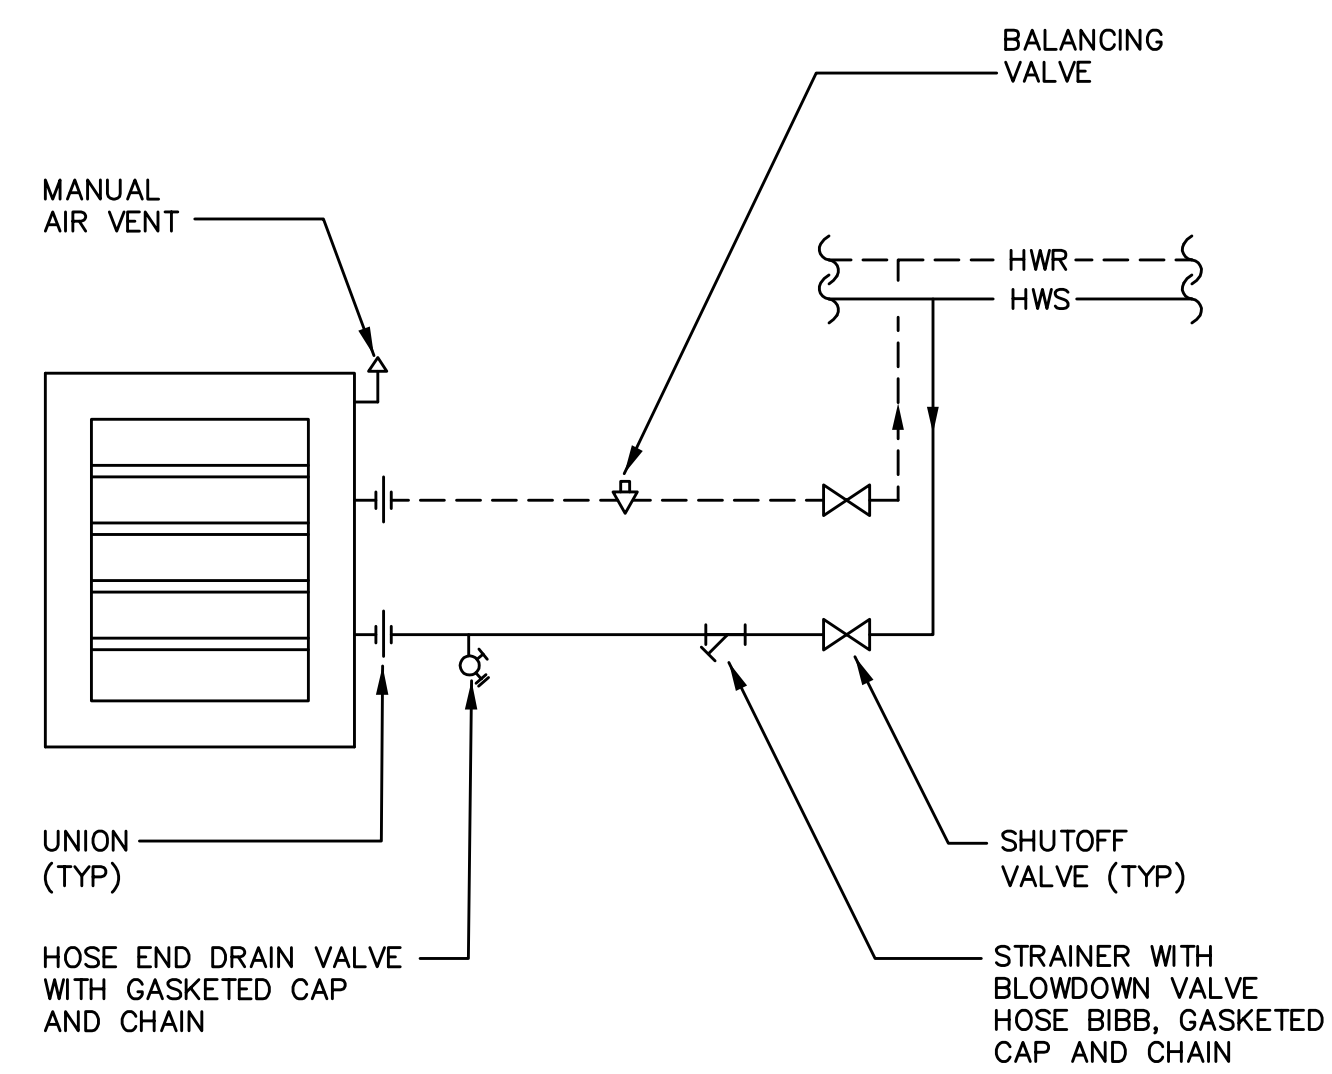 BALANCING
VALVE
MANUAL
AIR VENT
HWR
HWS
UNION
(TYP)
SHUTOFF
VALVE (TYP)
HOSE END DRAIN VALVE
WITH GASKETED CAP
AND CHAIN
STRAINER WITH
BLOWDOWN VALVE
HOSE BIBB, GASKETED
CAP AND CHAIN